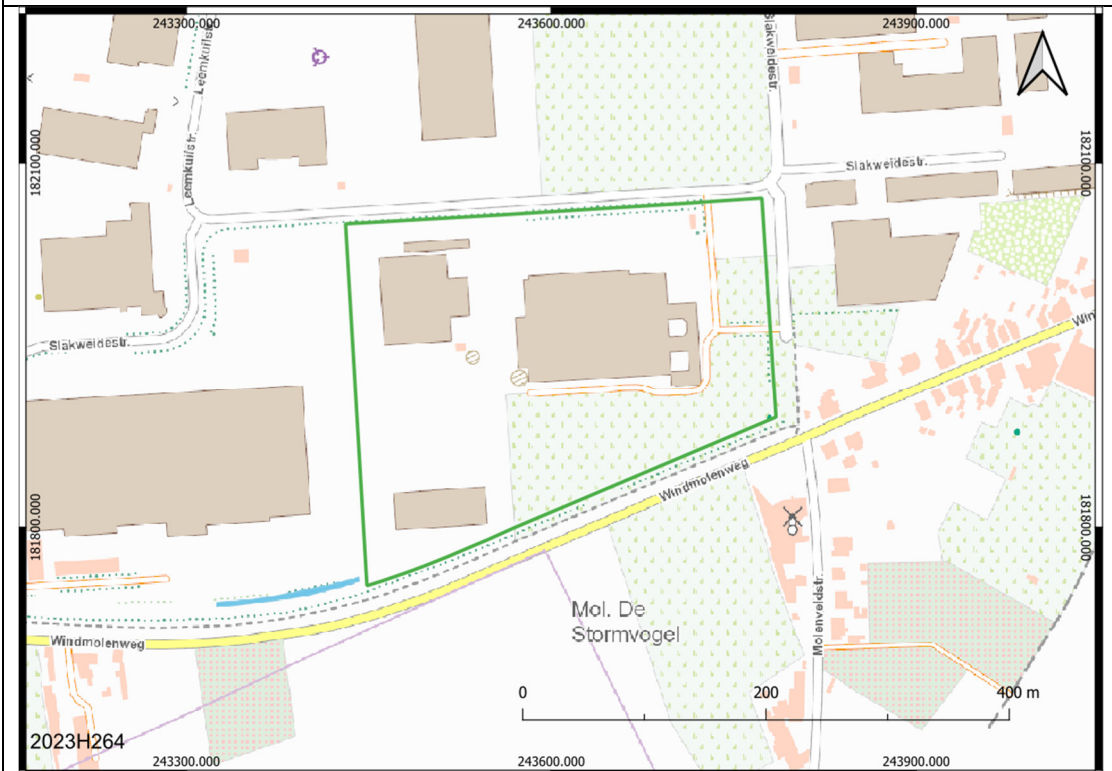 243300.000
243600.000
243900.000
Leemkuilstr.
Slakweidestr.
182100.000
182100.000
Leemkuilstr.
Slakweidestr.
Slakweidestr.
Windmolenweg
181800.000
181800.000
Mol. De
Stormvogel
Molenveldstr.
Windmolenweg
0
200
400 m
2023H264
243300.000
243600.000
243900.000